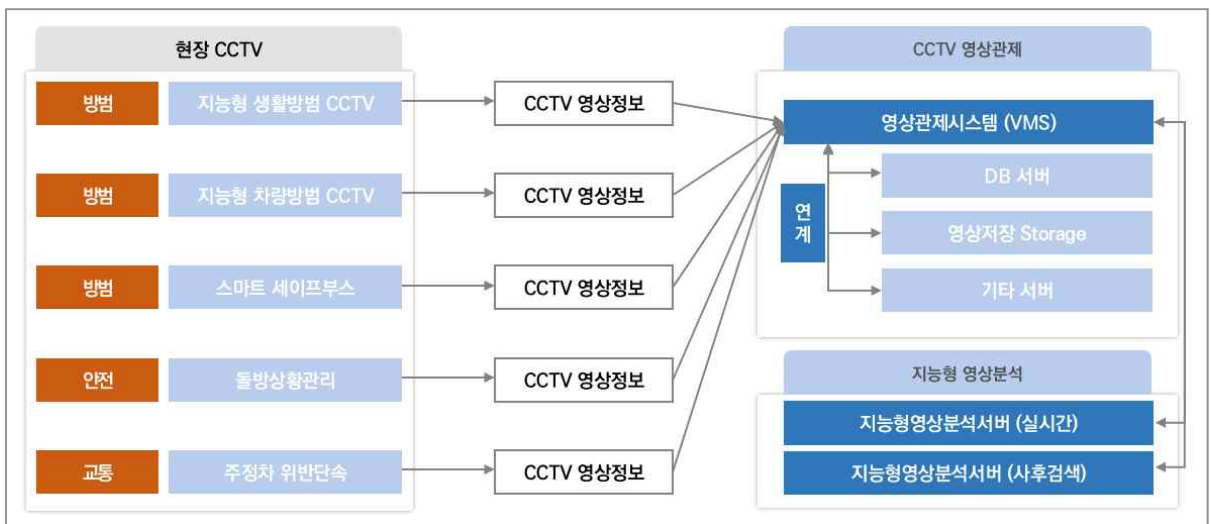 현장 CCTV
방범
지능형 생활방범 CCTV
CCTV 영상정보
방범
지능형 차량방범 CCTV
CCTV 영상정보
방범
스마트 세이프부스
CCTV 영상정보
안전
돌방상황관리
CCTV 영상정보
교통
주정차 위반단속
CCTV 영상정보
CCTV 영상관제
영상관제시스템 (VMS)
연
계
DB 서버
영상저장 Storage
기타 서버
지능형 영상분석
지능형영상분석서버 (실시간)
지능형영상분석서버 (사후검색)